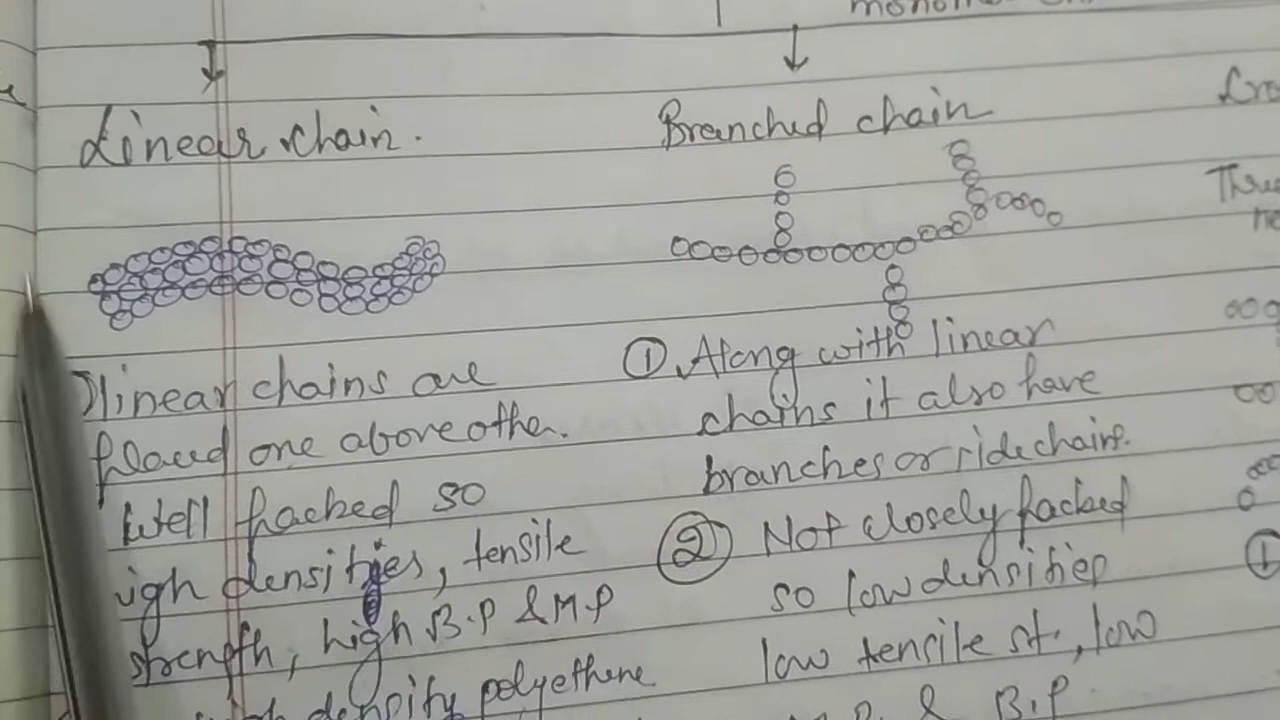 Linear chain.
linear chains are
placed one above other.
Well packed so
igh densities, tensile
strength, high B.P & M.P
density polyethene
Branched chain
① Along with linear
chains it also have
branches or side chains.
② Not closely packed
so low densities
low tensile st., low
& B.P
①